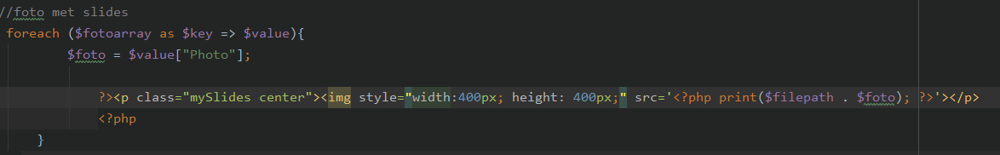 //foto met slides
foreach ($fotoarray as $key => $value){
$foto = $value["Photo"];
?><p class="mySlides center"><img style="width:400px; height: 400px;" src='<?php print($filepath . $foto); ?>'></p>
<?php
}